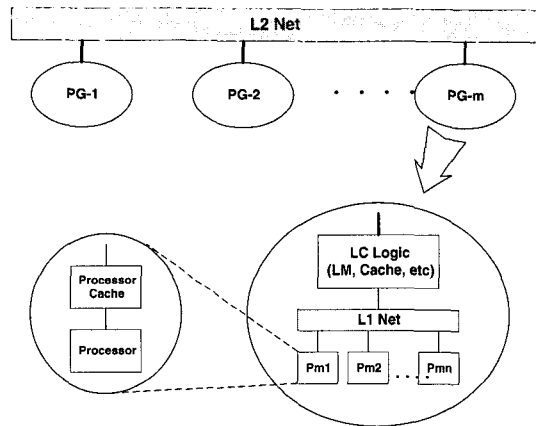 L2 Net
PG-1
PG-2
PG-m
LC Logic
(LM, Cache, etc)
L1 Net
Pm1
Pm2
Pmn
Processor
Cache
Processor